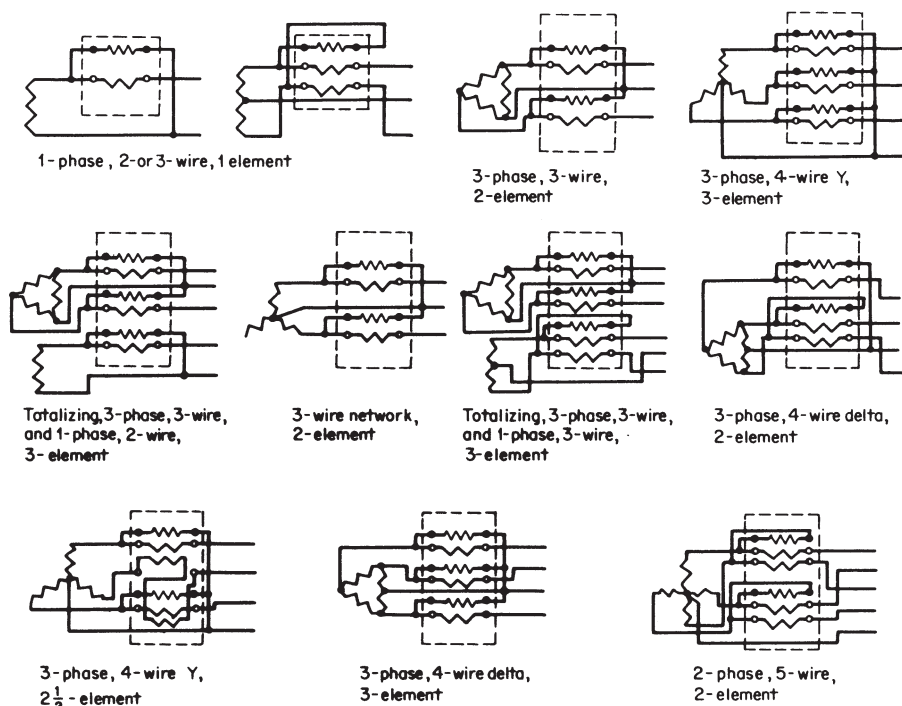 1-phase, 2-or 3-wire, 1 element
3-phase, 3-wire,
2-element
3-phase, 4-wire Y,
3-element
Totalizing, 3-phase, 3-wire,
and 1-phase, 2-wire,
3-element
3-wire network,
2-element
Totalizing, 3-phase, 3-wire,
and 1-phase, 3-wire,
3-element
3-phase, 4-wire delta,
2-element
3-phase, 4-wire Y,
2 1/2 - element
3-phase, 4-wire delta,
3-element
2-phase, 5-wire,
2-element